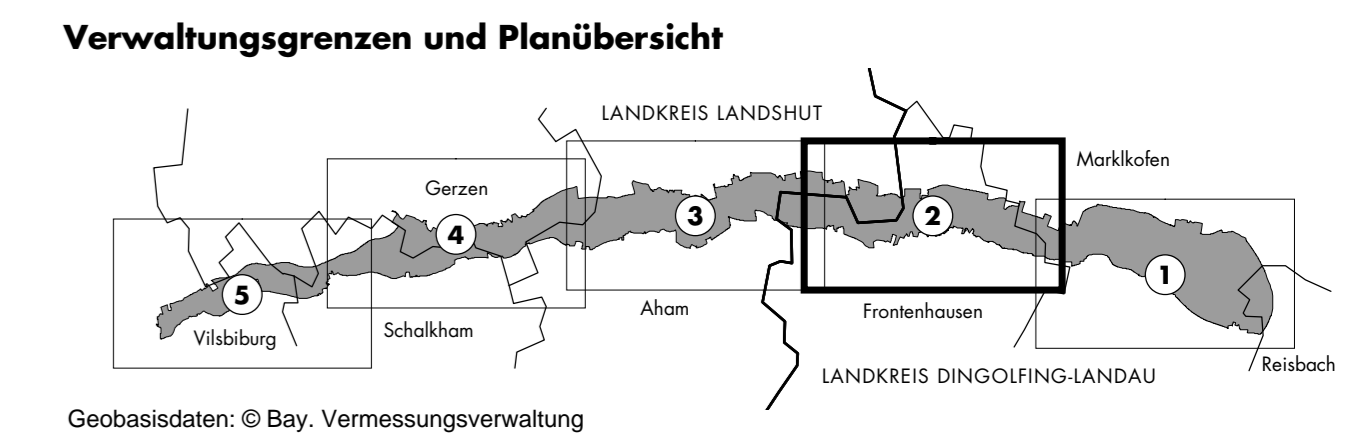 Verwaltungsgrenzen und Planübersicht
LANDKREIS LANDSHUT
Marklkofen
Gerzen
3
2
4
1
5
Aham
Frontenhausen
Schalkham
Vilsbiburg
Reisbach
LANDKREIS DINGOLFING-LANDAU
Geobasisdaten: © Bay. Vermessungsverwaltung